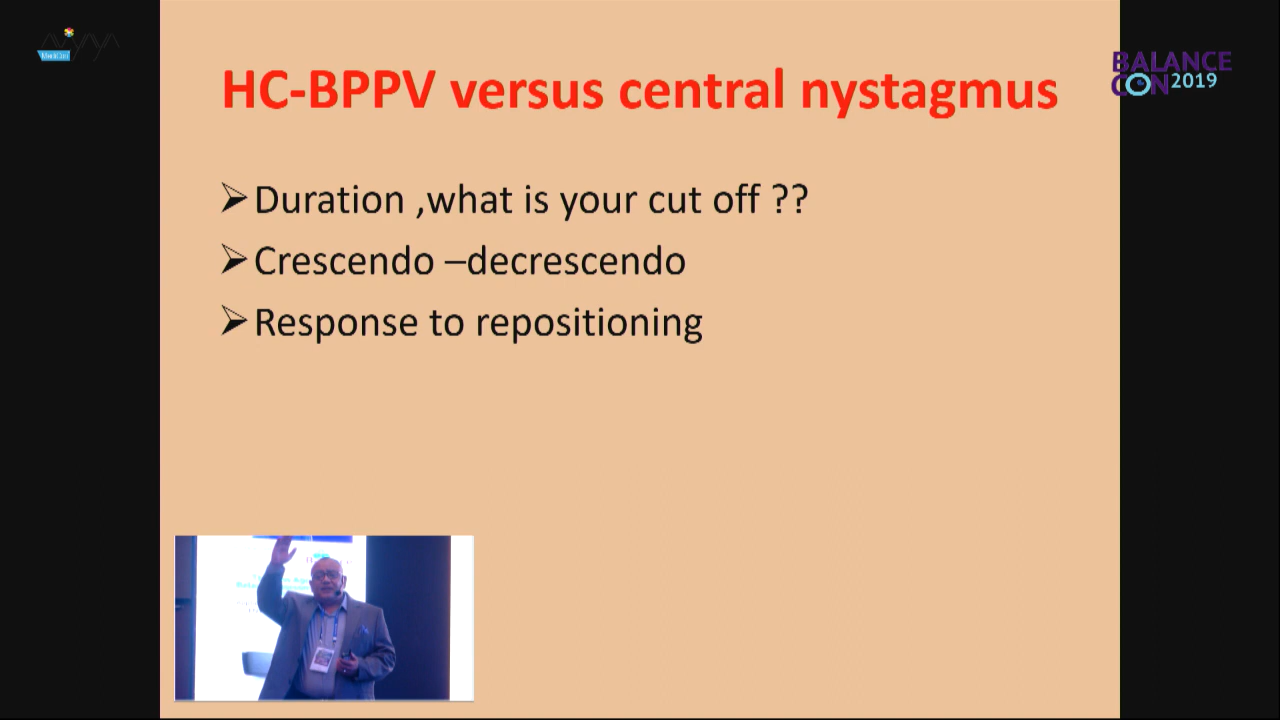 MediCon
BALANCE
CON 2019
HC-BPPV versus central nystagmus
Duration ,what is your cut off ??
Crescendo –decrescendo
Response to repositioning